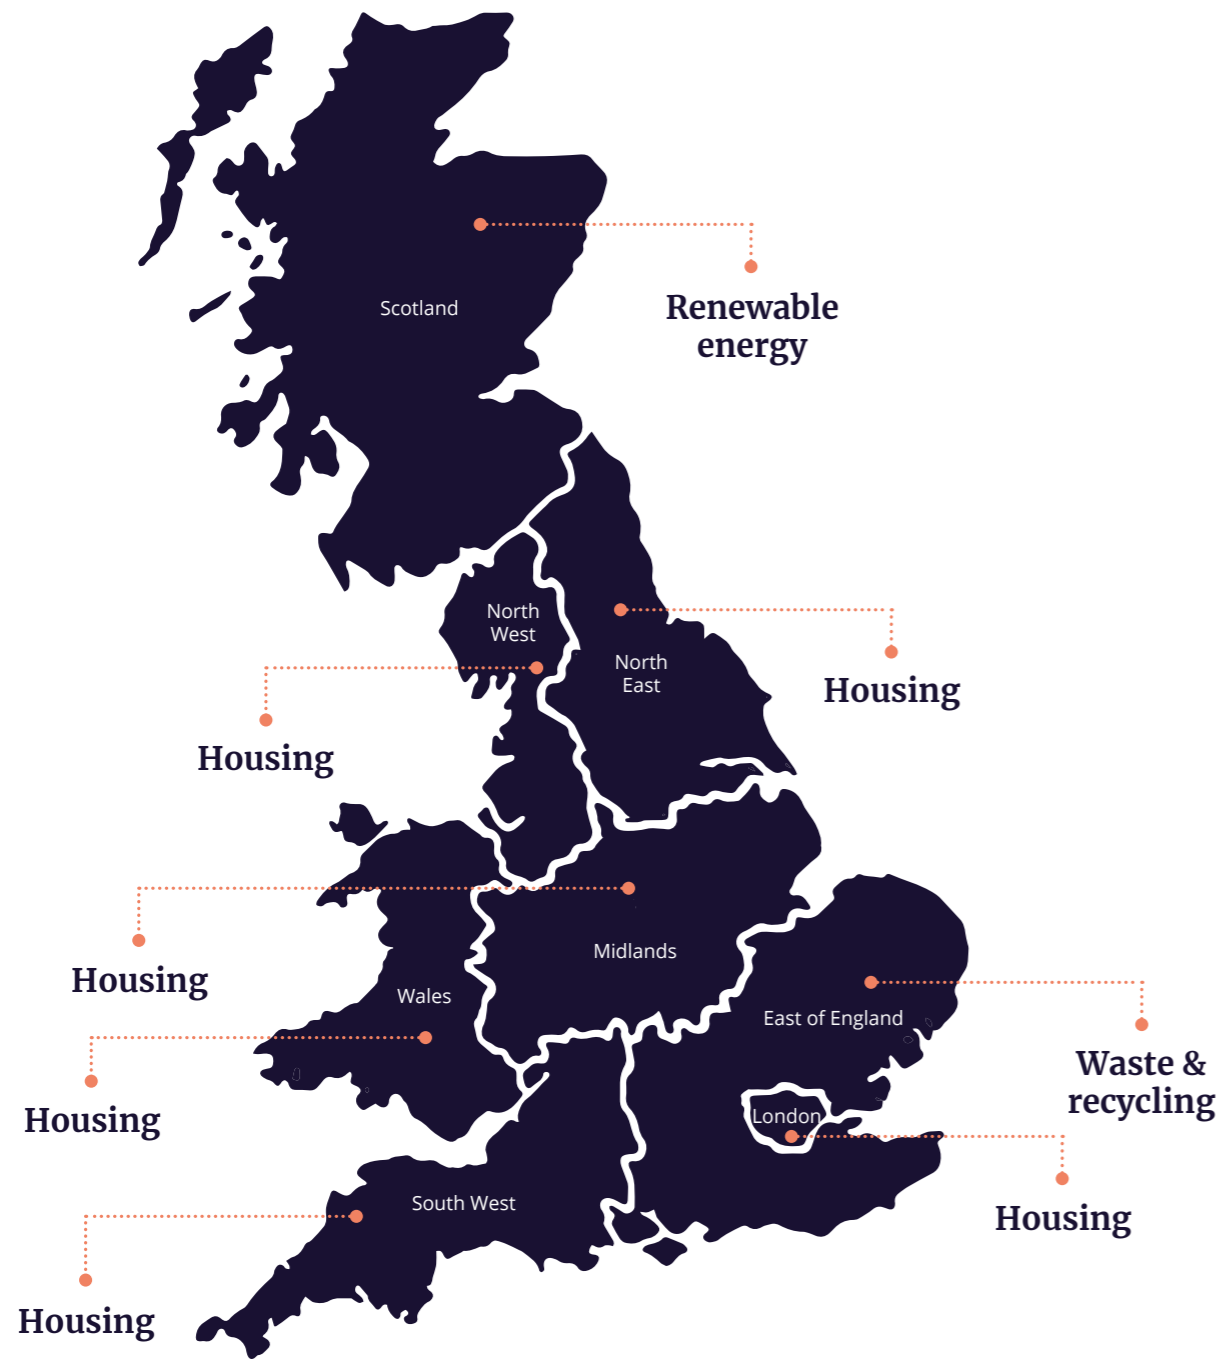 Scotland
Renewable
energy
North
West
North
East
Housing
Housing
Midlands
Housing
Wales
East of England
Waste &
recycling
Housing
London
Housing
South West
Housing